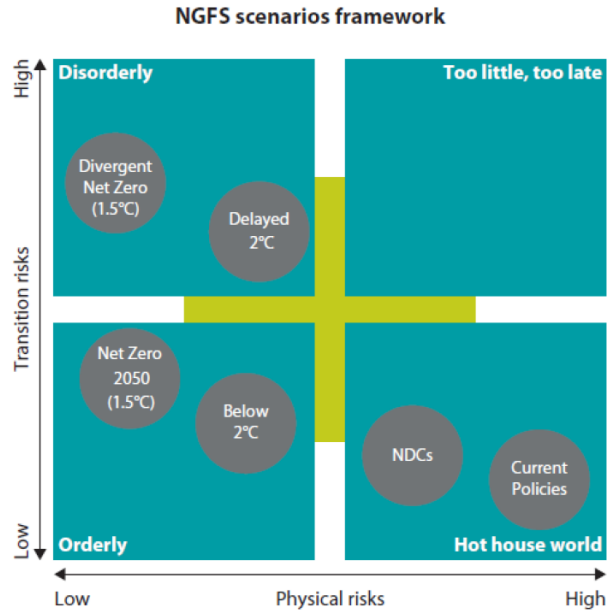 NGFS scenarios framework
High
Transition risks
Low
Disorderly
Divergent
Net Zero
(1.5°C)
Delayed
2°C
Too little, too late
Net Zero
2050
(1.5°C)
Below
2°C
Orderly
NDCs
Current
Policies
Hot house world
Low
Physical risks
High